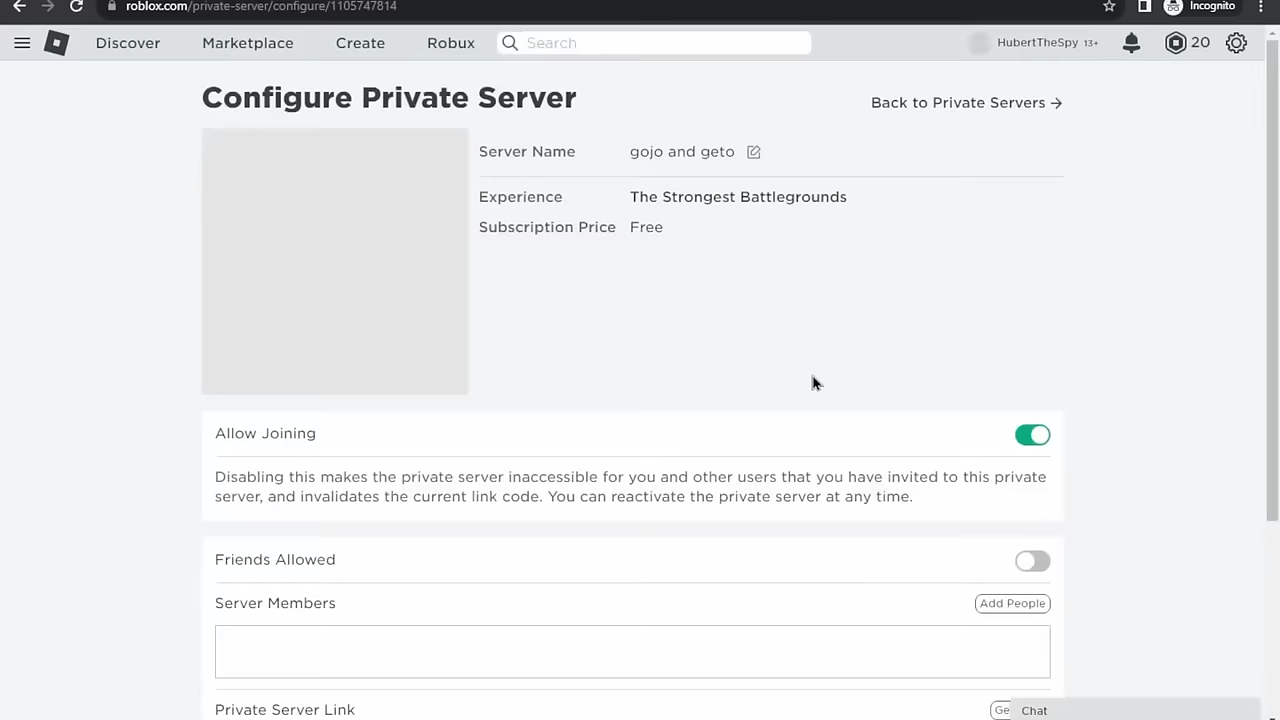 roblox.com/private-server/configure/1105747814
Incognito
Discover
Marketplace
Create
Robux
Search
HubertTheSpy 13+
20
Configure Private Server
Back to Private Servers →
Server Name
gojo and geto
Experience
The Strongest Battlegrounds
Subscription Price
Free
Allow Joining
Disabling this makes the private server inaccessible for you and other users that you have invited to this private
server, and invalidates the current link code. You can reactivate the private server at any time.
Friends Allowed
Server Members
Add People
Private Server Link
Ge
Chat